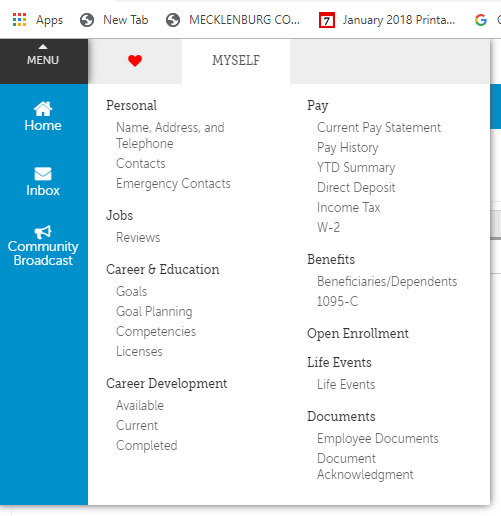 Apps
New Tab
MECKLENBURG CO...
7
January 2018 Printa...
G
MENU
MYSELF
Home
Inbox
Community
Broadcast
Personal
Name, Address, and
Telephone
Contacts
Emergency Contacts
Jobs
Reviews
Career & Education
Goals
Goal Planning
Competencies
Licenses
Career Development
Available
Current
Completed
Pay
Current Pay Statement
Pay History
YTD Summary
Direct Deposit
Income Tax
W-2
Benefits
Beneficiaries/Dependents
1095-C
Open Enrollment
Life Events
Life Events
Documents
Employee Documents
Document
Acknowledgment